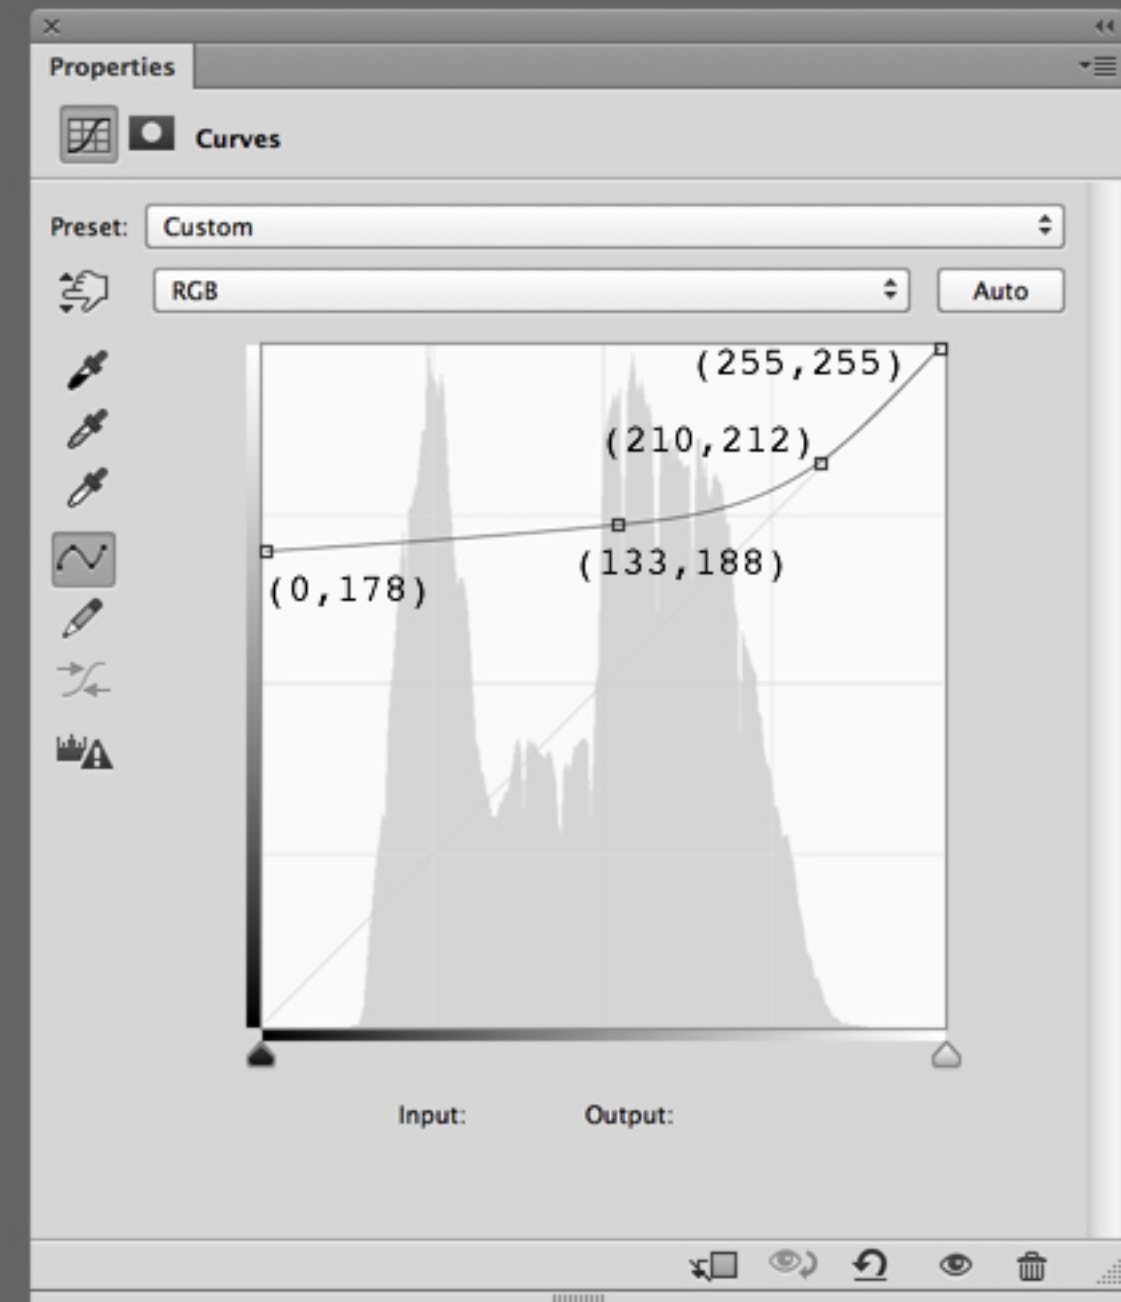 Properties
Curves
Preset: Custom
RGB Auto
(255,255)
(210,212)
(133,188)
(0,178)
Input: Output: